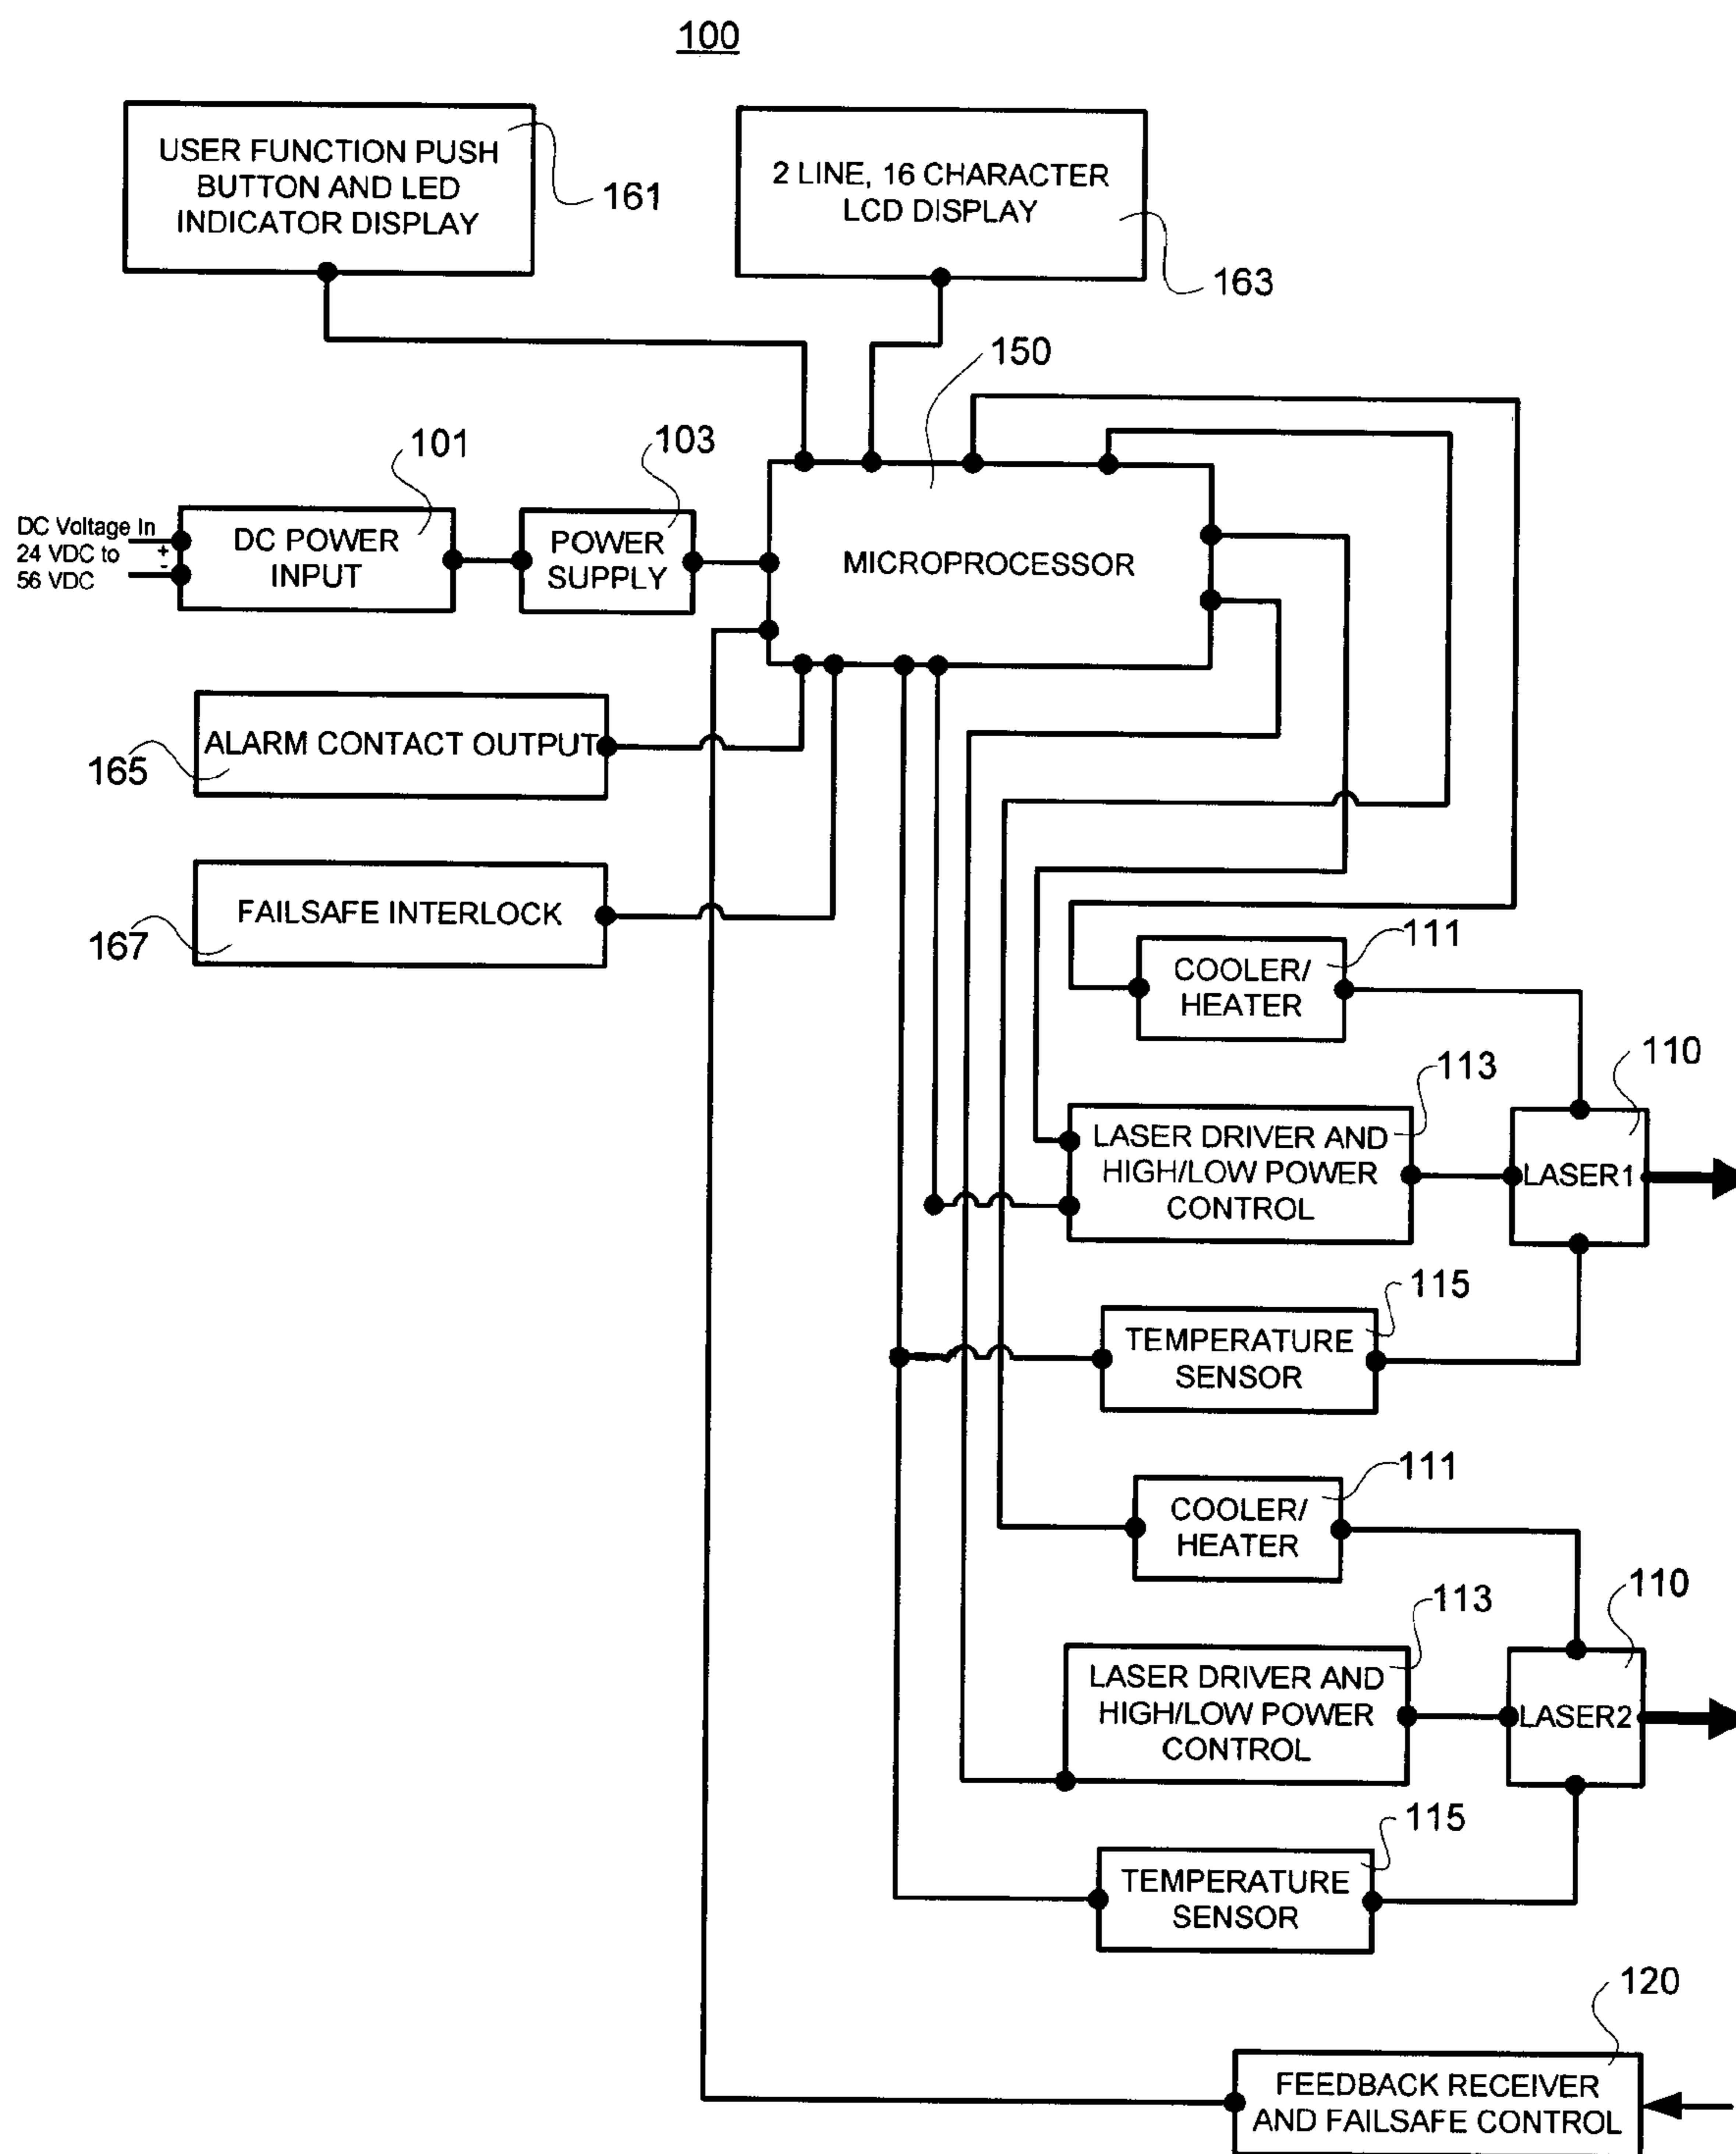 100
USER FUNCTION PUSH
BUTTON AND LED
INDICATOR DISPLAY
161
2 LINE, 16 CHARACTER
LCD DISPLAY
163
150
101
103
DC Voltage In
24 VDC to
56 VDC
+
-
DC POWER
INPUT
POWER
SUPPLY
MICROPROCESSOR
ALARM CONTACT OUTPUT
165
FAILSAFE INTERLOCK
167
111
COOLER/
HEATER
110
113
LASER DRIVER AND
HIGH/LOW POWER
CONTROL
LASER1
115
TEMPERATURE
SENSOR
111
COOLER/
HEATER
110
113
LASER DRIVER AND
HIGH/LOW POWER
CONTROL
LASER2
115
TEMPERATURE
SENSOR
120
FEEDBACK RECEIVER
AND FAILSAFE CONTROL